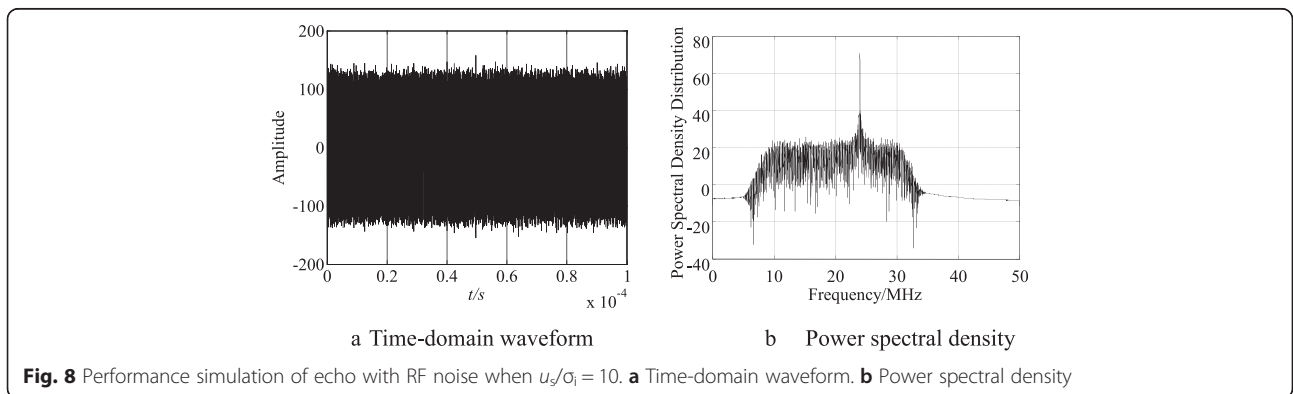 200
100
0
-100
-200
Amplitude
0 0.2 0.4 0.6 0.8 1
t/s
x 10⁻⁴
a Time-domain waveform
80
60
40
20
0
-20
-40
Power Spectral Density Distribution
0 10 20 30 40 50
Frequency/MHz
b Power spectral density
Fig. 8 Performance simulation of echo with RF noise when uₛ/σᵢ = 10. a Time-domain waveform. b Power spectral density